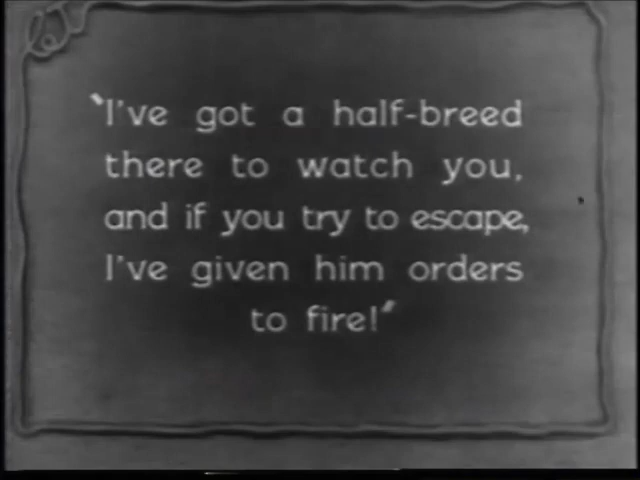 "I've got a half-breed
there to watch you,
and if you try to escape,
I've given him orders
to fire!"